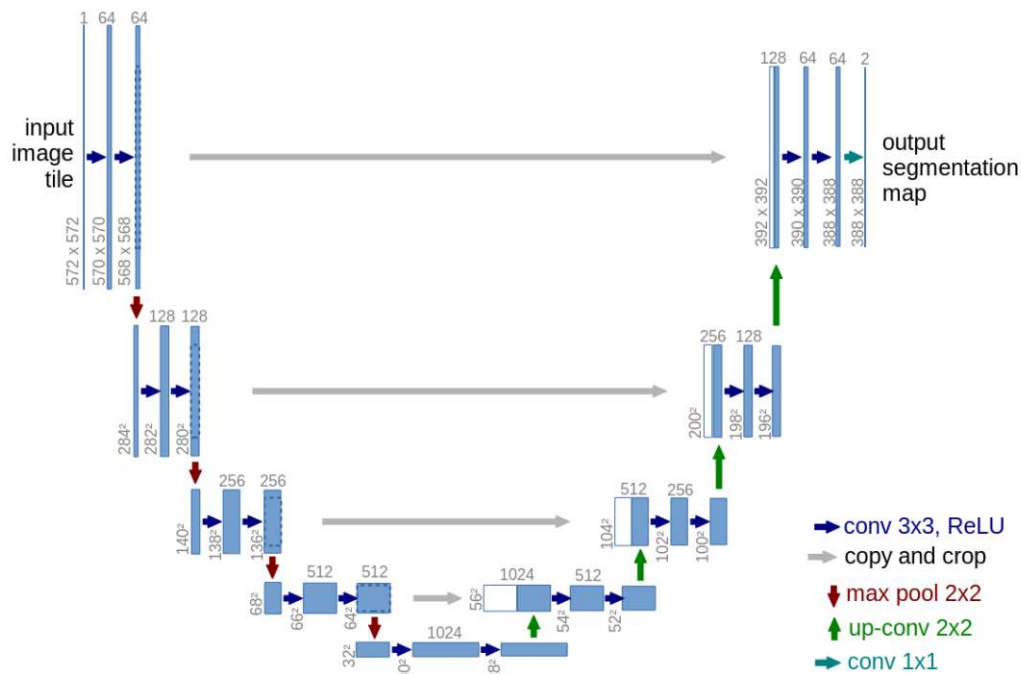 1 64 64
128 64 64 2
input
image
tile
output
segmentation
map
572 x 572
570 x 570
568 x 568
392 x 392
390 x 390
388 x 388
388 x 388
128 128
256 128
284²
282²
280²
200²
198²
196²
256 256
512 256
140²
138²
136²
104²
102²
100²
conv 3x3, ReLU
copy and crop
max pool 2x2
up-conv 2x2
conv 1x1
512 512
1024 512
68²
66²
64²
56²
54²
52²
1024
32²